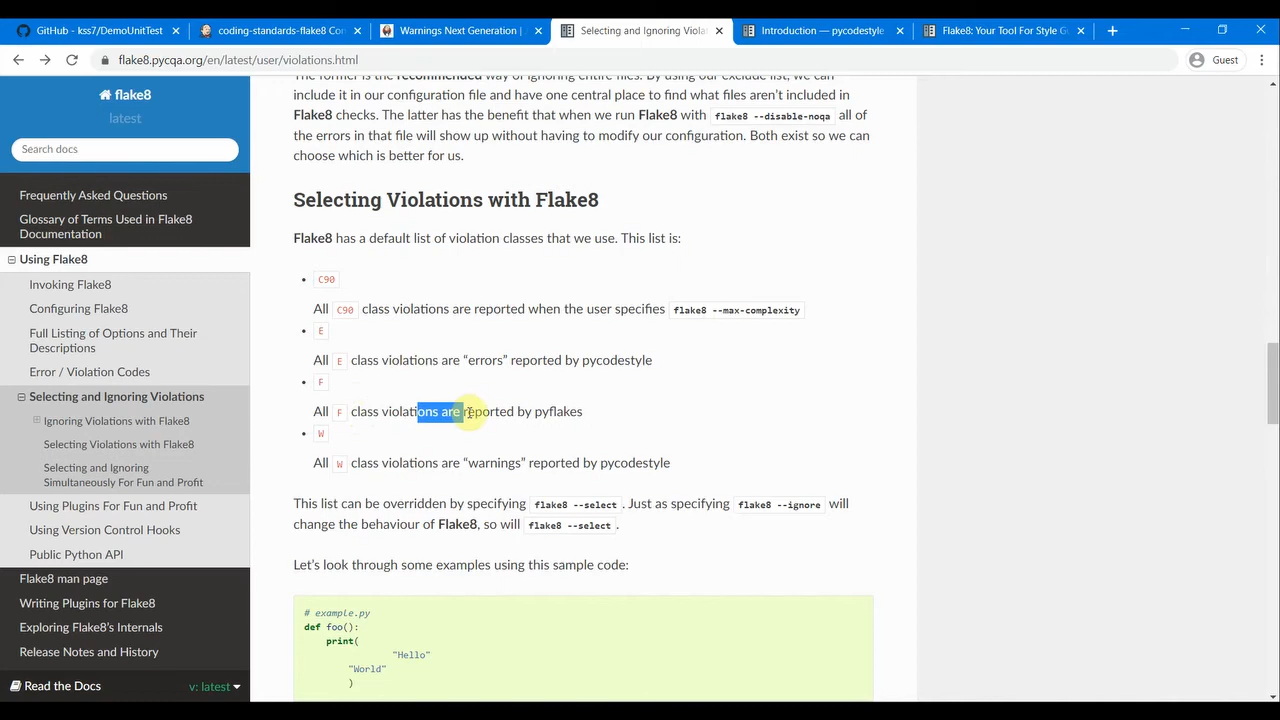 GitHub - kss7/DemoUnitTest
coding-standards-flake8 Con
Warnings Next Generation |
Selecting and Ignoring Violat
Introduction — pycodestyle
Flake8: Your Tool For Style G
flake8.pycqa.org/en/latest/user/violations.html
Guest
flake8
latest
Search docs
Frequently Asked Questions
Glossary of Terms Used in Flake8
Documentation
Using Flake8
Invoking Flake8
Configuring Flake8
Full Listing of Options and Their
Descriptions
Error / Violation Codes
Selecting and Ignoring Violations
Ignoring Violations with Flake8
Selecting Violations with Flake8
Selecting and Ignoring
Simultaneously For Fun and Profit
Using Plugins For Fun and Profit
Using Version Control Hooks
Public Python API
Flake8 man page
Writing Plugins for Flake8
Exploring Flake8's Internals
Release Notes and History
Read the Docs
v: latest
The former is the recommended way of ignoring entire files. By using our exclude list, we can
include it in our configuration file and have one central place to find what files aren't included in
Flake8 checks. The latter has the benefit that when we run Flake8 with flake8 --disable-noqa all of
the errors in that file will show up without having to modify our configuration. Both exist so we can
choose which is better for us.
Selecting Violations with Flake8
Flake8 has a default list of violation classes that we use. This list is:
• C90
All C90 class violations are reported when the user specifies flake8 --max-complexity
• E
All E class violations are “errors” reported by pycodestyle
• F
All F class violations are reported by pyflakes
• W
All W class violations are “warnings” reported by pycodestyle
This list can be overridden by specifying flake8 --select . Just as specifying flake8 --ignore will
change the behaviour of Flake8, so will flake8 --select .
Let's look through some examples using this sample code:
# example.py
def foo():
print(
"Hello"
"World"
)